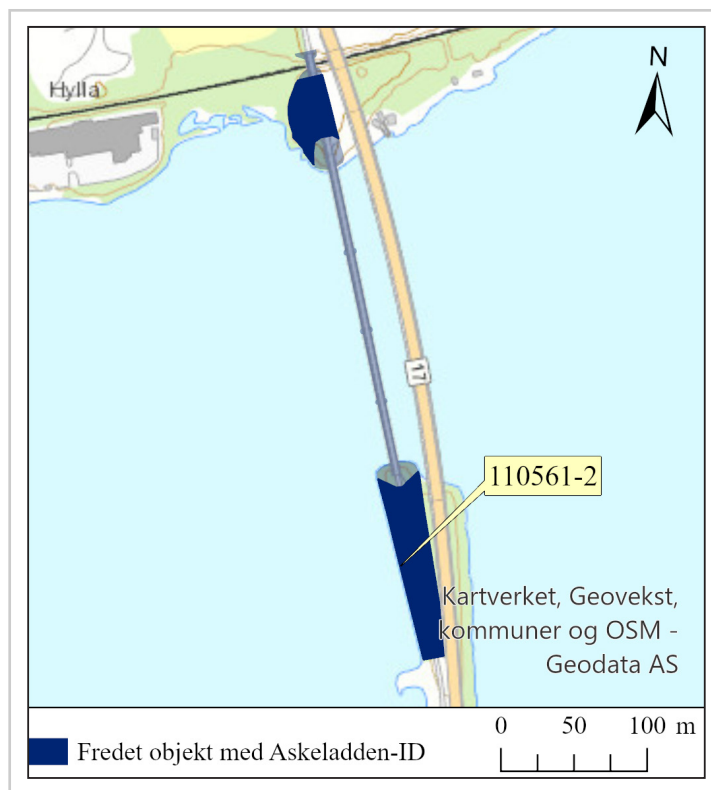 N
Hylla
17
110561-2
Kartverket, Geovekst,
kommuner og OSM -
Geodata AS
0 50 100 m
Fredet objekt med Askeladden-ID